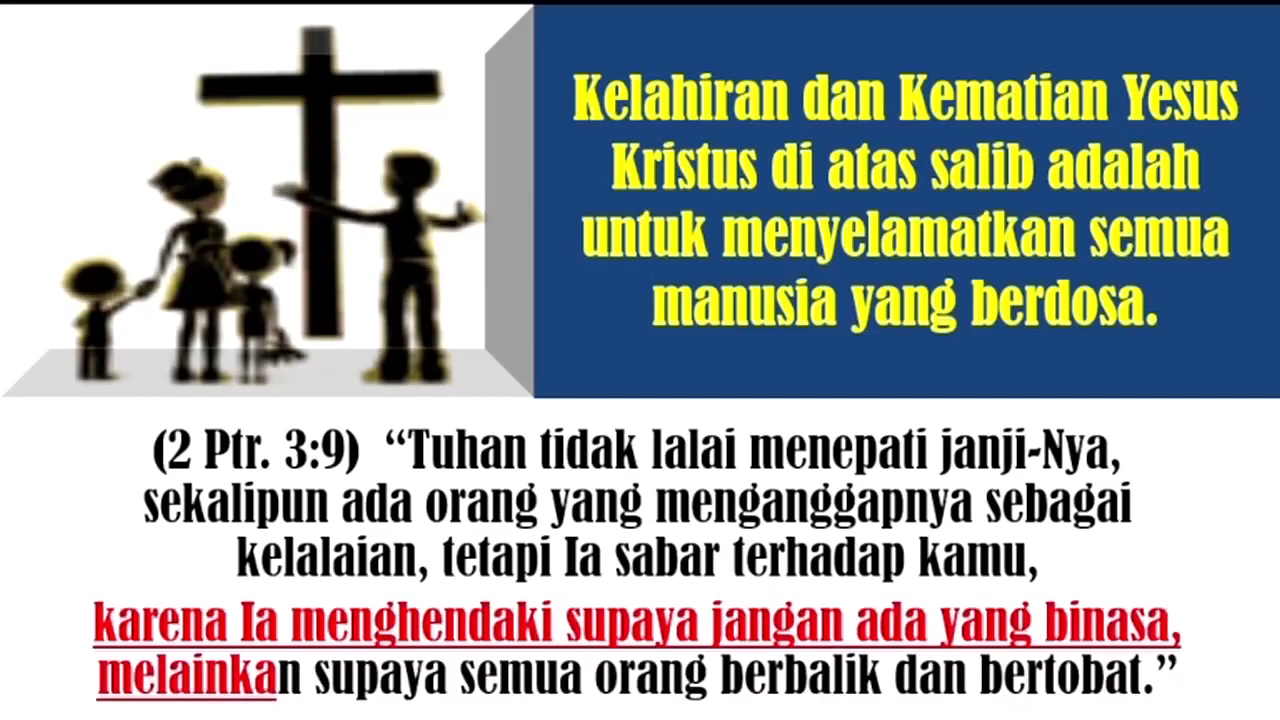 Kelahiran dan Kematian Yesus
Kristus di atas salib adalah
untuk menyelamatkan semua
manusia yang berdosa.
(2 Ptr. 3:9) “Tuhan tidak lalai menepati janji-Nya,
sekalipun ada orang yang menganggapnya sebagai
kelalaian, tetapi Ia sabar terhadap kamu,
karena Ia menghendaki supaya jangan ada yang binasa,
melainkan supaya semua orang berbalik dan bertobat.”